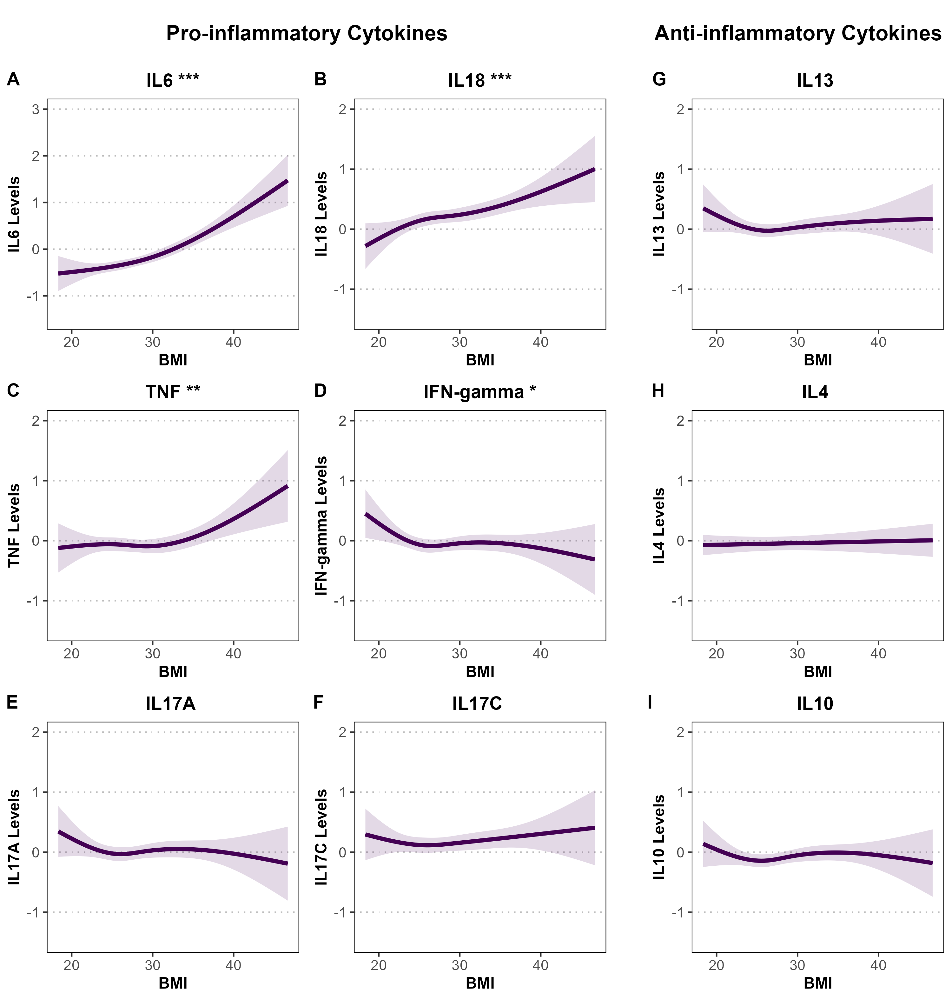 Pro-inflammatory Cytokines
Anti-inflammatory Cytokines
A
IL6 ***
IL6 Levels
3
2
1
0
-1
20 30 40
BMI
B
IL18 ***
IL18 Levels
2
1
0
-1
20 30 40
BMI
G
IL13
IL13 Levels
2
1
0
-1
20 30 40
BMI
C
TNF **
TNF Levels
2
1
0
-1
20 30 40
BMI
D
IFN-gamma *
IFN-gamma Levels
2
1
0
-1
20 30 40
BMI
H
IL4
IL4 Levels
2
1
0
-1
20 30 40
BMI
E
IL17A
IL17A Levels
2
1
0
-1
20 30 40
BMI
F
IL17C
IL17C Levels
2
1
0
-1
20 30 40
BMI
I
IL10
IL10 Levels
2
1
0
-1
20 30 40
BMI